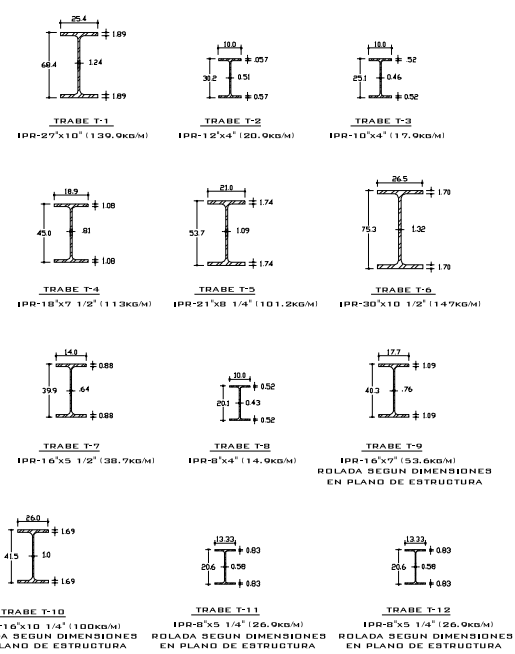 25.4
1.89
68.4
1.24
1.89
TRABE T-1
IPR-27"x10" (139.9KG/M)
10.0
.057
30.2
0.51
0.57
TRABE T-2
IPR-12"x4" (20.9KG/M)
10.0
.52
25.1
0.46
0.52
TRABE T-3
IPR-10"x4" (17.9KG/M)
18.9
1.08
45.0
.81
1.08
TRABE T-4
IPR-18"x7 1/2" (113KG/M)
21.0
1.74
53.7
1.09
1.74
TRABE T-5
IPR-21"x8 1/4" (101.2KG/M)
26.5
1.70
75.3
1.32
1.70
TRABE T-6
IPR-30"x10 1/2" (147KG/M)
14.0
0.88
39.9
.64
0.88
TRABE T-7
IPR-16"x5 1/2" (38.7KG/M)
10.0
0.52
20.1
0.43
0.52
TRABE T-8
IPR-8"x4" (14.9KG/M)
17.7
1.09
40.3
.76
1.09
TRABE T-9
IPR-16"x7" (53.6KG/M)
ROLADA SEGUN DIMENSIONES
EN PLANO DE ESTRUCTURA
26.0
1.69
41.5
1.0
1.69
TRABE T-10
-16"x10 1/4" (100KG/M)
DA SEGUN DIMENSIONES
PLANO DE ESTRUCTURA
13.33
0.83
20.6
0.58
0.83
TRABE T-11
IPR-8"x5 1/4" (26.9KG/M)
ROLADA SEGUN DIMENSIONES
EN PLANO DE ESTRUCTURA
13.33
0.83
20.6
0.58
0.83
TRABE T-12
IPR-8"x5 1/4" (26.9KG/M)
ROLADA SEGUN DIMENSIONES
EN PLANO DE ESTRUCTURA